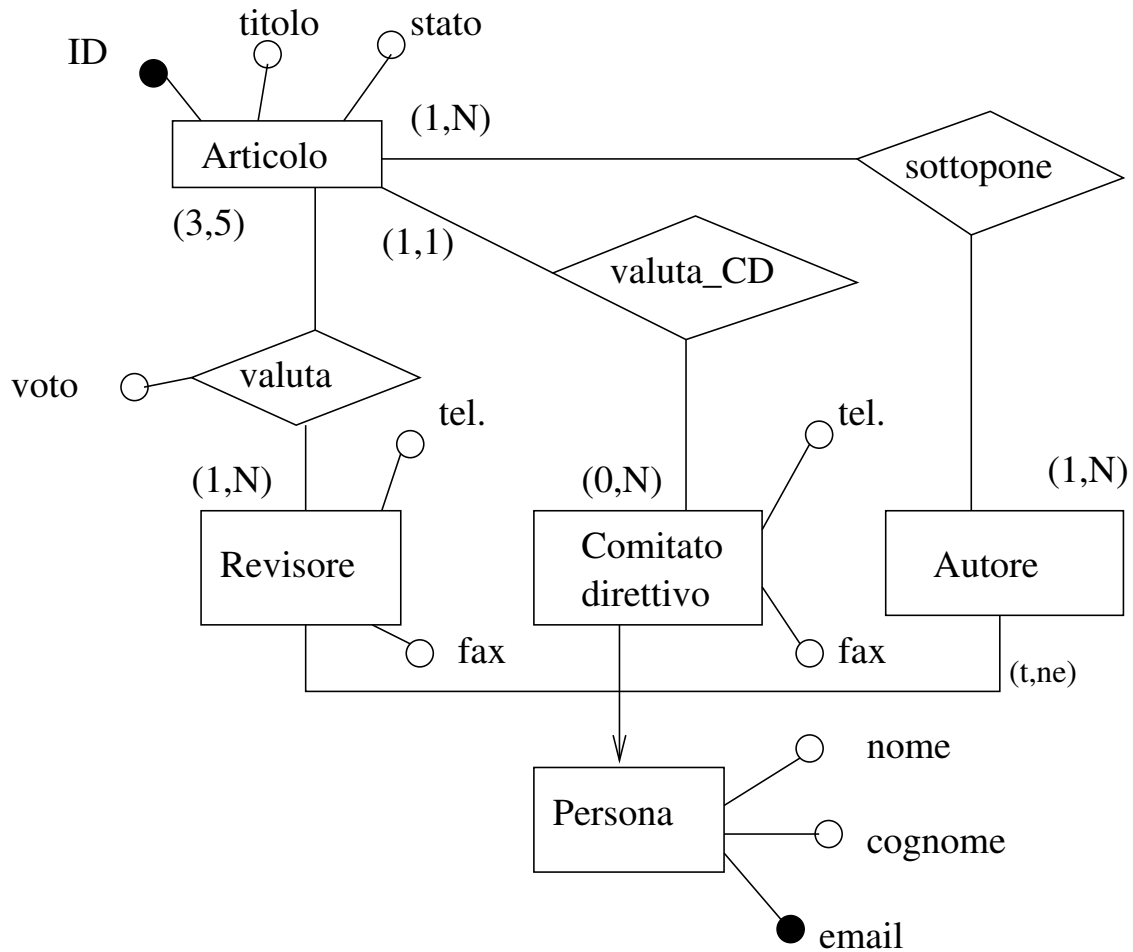 titolo
stato
ID
(1,N)
Articolo
sottopone
(3,5)
(1,1)
valuta_CD
valuta
voto
tel.
tel.
(1,N)
(0,N)
(1,N)
Revisore
Comitato
direttivo
Autore
fax
fax
(t,ne)
nome
Persona
cognome
email